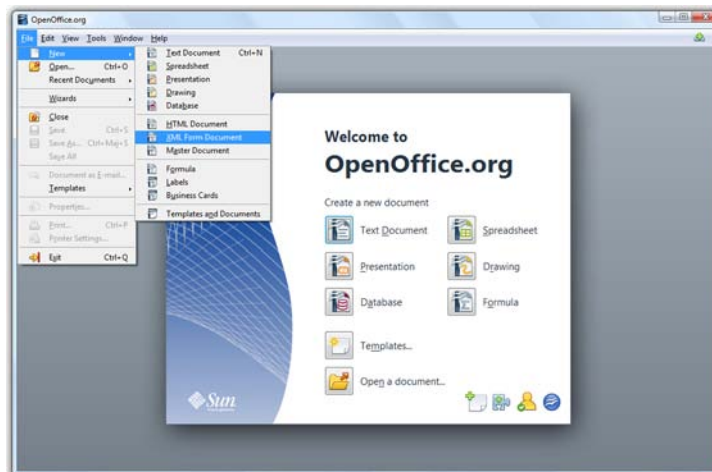 OpenOffice.org
File Edit View Tools Window Help
New
Open... Ctrl+O
Recent Documents
Wizards
Close
Save Ctrl+S
Save As... Ctrl+Maj+S
Save All
Document as E-mail...
Templates
Properties...
Print... Ctrl+P
Printer Settings...
Exit Ctrl+Q
Text Document Ctrl+N
Spreadsheet
Presentation
Drawing
Database
HTML Document
XML Form Document
Master Document
Formula
Labels
Business Cards
Templates and Documents
Welcome to
OpenOffice.org
Create a new document
Text Document Spreadsheet
Presentation Drawing
Database Formula
Templates...
Open a document...
Sun